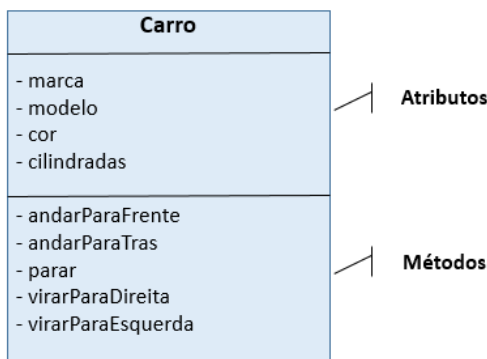 Carro
- marca
- modelo
- cor
- cilindradas
Atributos
- andarParaFrente
- andarParaTras
- parar
- virarParaDireita
- virarParaEsquerda
Métodos